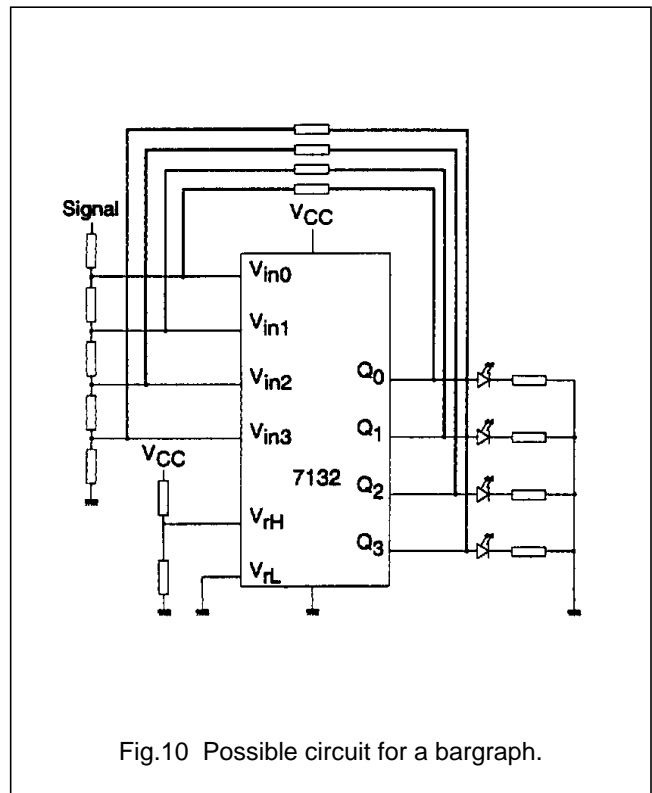 Signal
VCC
Vin0
Vin1
Q0
Vin2
Q1
Vin3
VCC
7132
Q2
VrH
Q3
VrL
Fig.10 Possible circuit for a bargraph.